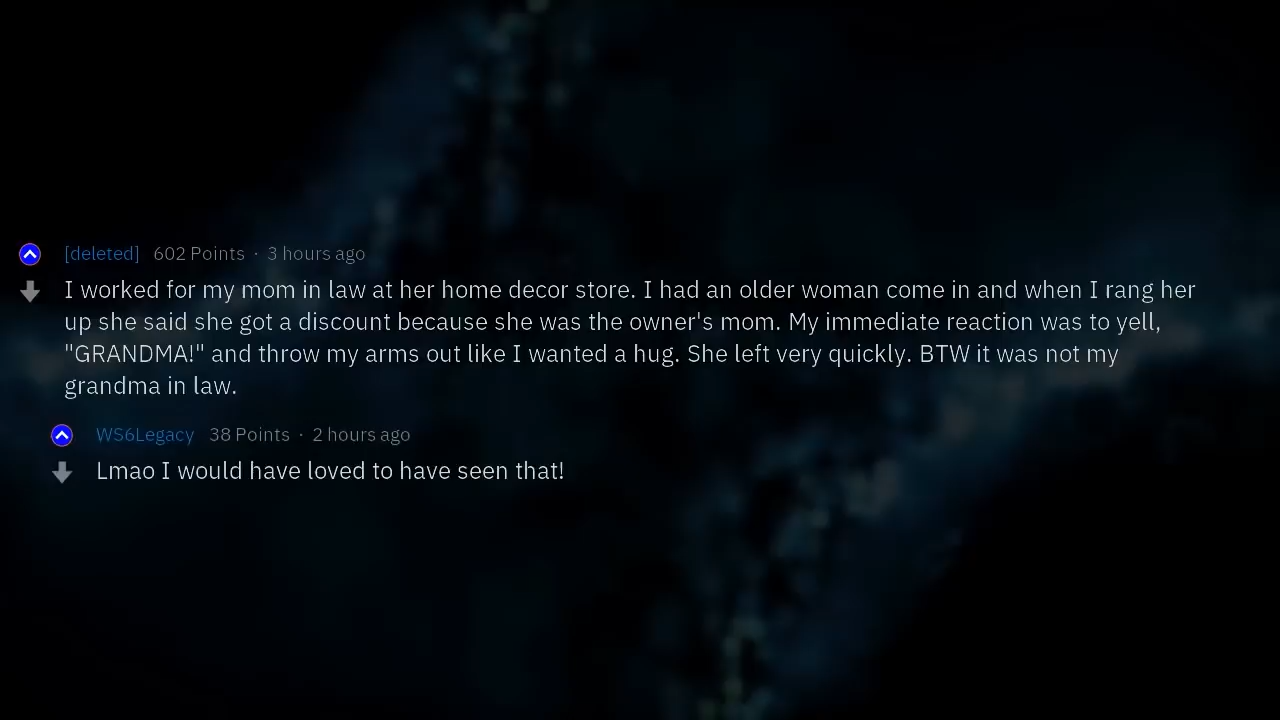 [deleted] 602 Points · 3 hours ago
I worked for my mom in law at her home decor store. I had an older woman come in and when I rang her
up she said she got a discount because she was the owner's mom. My immediate reaction was to yell,
"GRANDMA!" and throw my arms out like I wanted a hug. She left very quickly. BTW it was not my
grandma in law.
WS6Legacy 38 Points · 2 hours ago
Lmao I would have loved to have seen that!